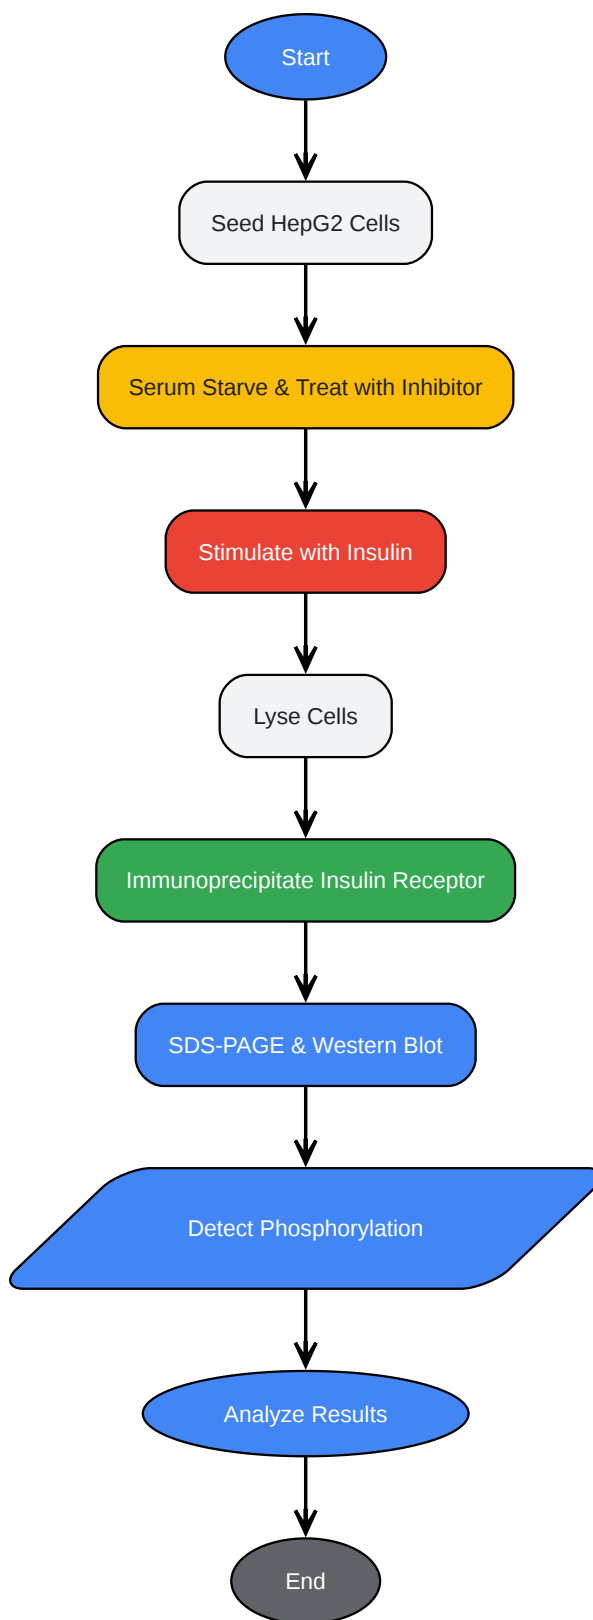 Start
Seed HepG2 Cells
Serum Starve & Treat with Inhibitor
Stimulate with Insulin
Lyse Cells
Immunoprecipitate Insulin Receptor
SDS-PAGE & Western Blot
Detect Phosphorylation
Analyze Results
End